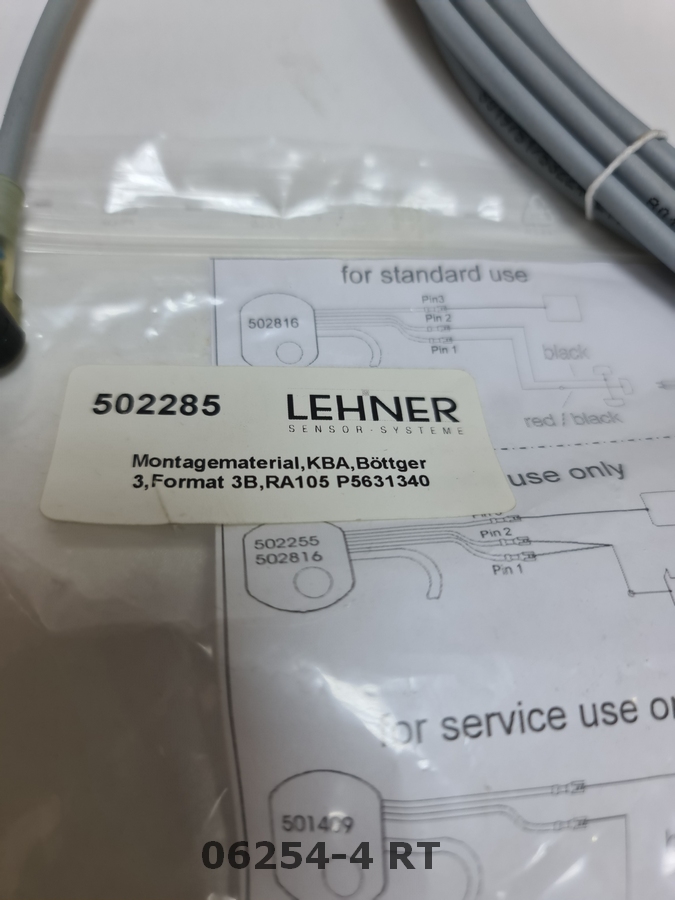 for standard use
502816
Pin3
Pin 2
Pin 1
black
red / black
502285
LEHNER
SENSOR-SYSTEME
Montagematerial,KBA,Böttger
3,Format 3B,RA105 P5631340
use only
502255
502816
Pin 2
Pin 1
for service use
501409
06254-4 RT